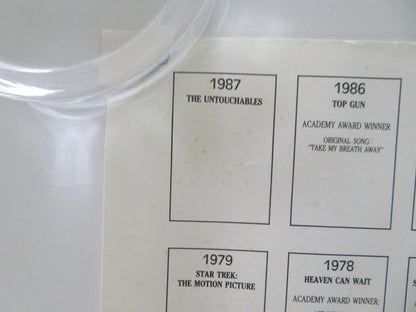 1987
THE UNTOUCHABLES
1986
TOP GUN
ACADEMY AWARD WINNER
ORIGINAL SONG
"TAKE MY BREATH AWAY"
1979
STAR TREK:
THE MOTION PICTURE
1978
HEAVEN CAN WAIT
ACADEMY AWARD: